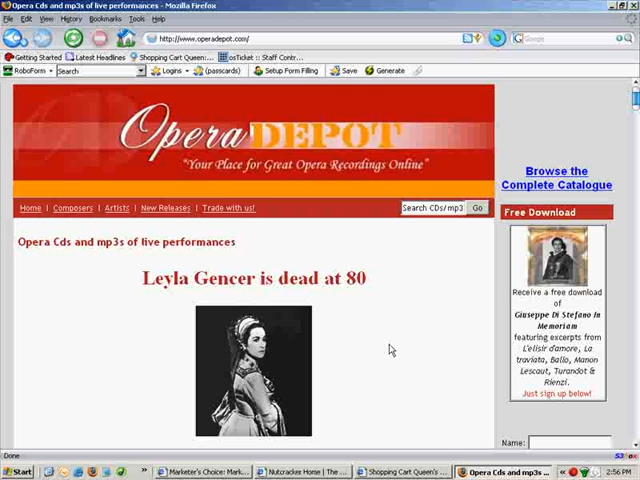 Opera Cds and mp3s of live performances - Mozilla Firefox
File Edit View History Bookmarks Tools Help
http://www.operadepot.com/
Google
Getting Started Latest Headlines Shopping Cart Queen: ... osTicket :: Staff Contr...
RoboForm Search Logins (passcards) Setup Form Filling Save Generate
Opera DEPOT
"Your Place for Great Opera Recordings Online"
Home | Composers | Artists | New Releases | Trade with us!
Search CDs/mp3 Go
Opera Cds and mp3s of live performances
Leyla Gencer is dead at 80
Browse the
Complete Catalogue
Free Download
Receive a free download
of
Giuseppe Di Stefano In
Memoriam
featuring excerpts from
L'elisir d'amore, La
traviata, Ballo, Manon
Lescaut, Turandot &
Rienzi.
Just sign up below!
Name:
Done
S3Fox
Start
Marketer's Choice: Mark...
Nutcracker Home | The ...
Shopping Cart Queen's...
Opera Cds and mp3s ...
2:56 PM